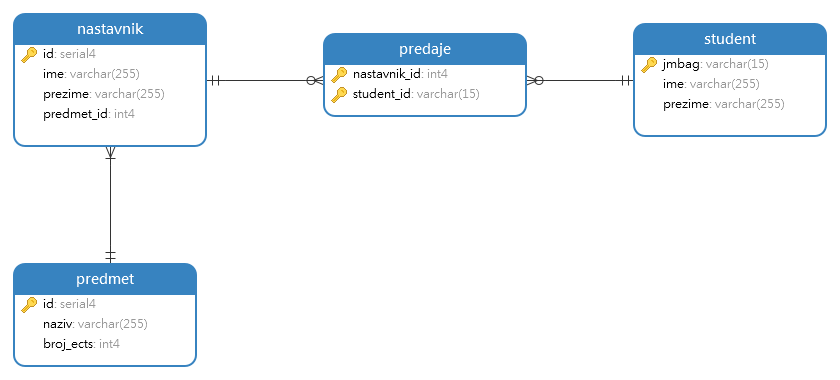 nastavnik
id: serial4
ime: varchar(255)
prezime: varchar(255)
predmet_id: int4
predaje
nastavnik_id: int4
student_id: varchar(15)
student
jmbag: varchar(15)
ime: varchar(255)
prezime: varchar(255)
predmet
id: serial4
naziv: varchar(255)
broj_ects: int4